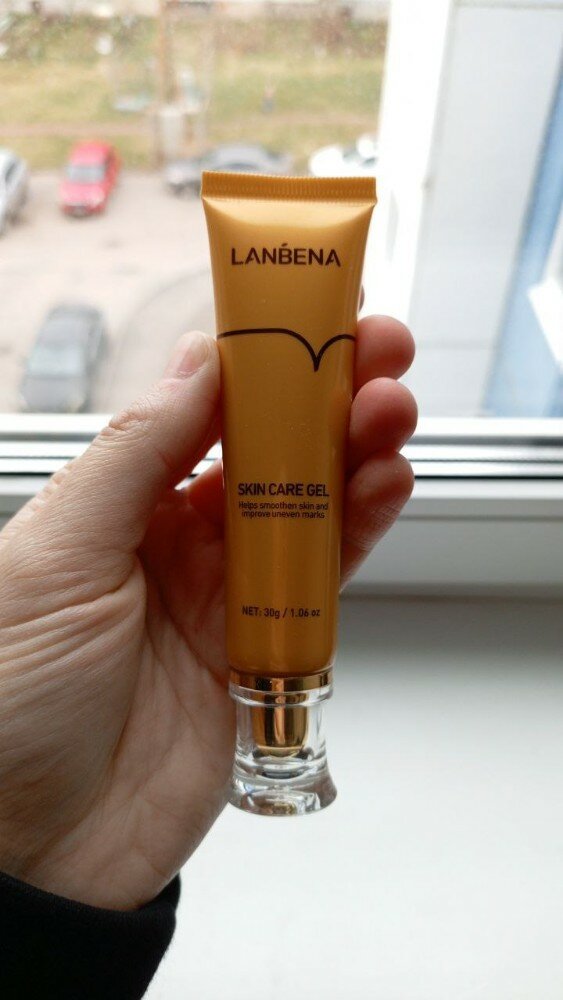 LANBENA
SKIN CARE GEL
Helps smoothen skin and
improve uneven marks
NET: 30g / 1.06 oz